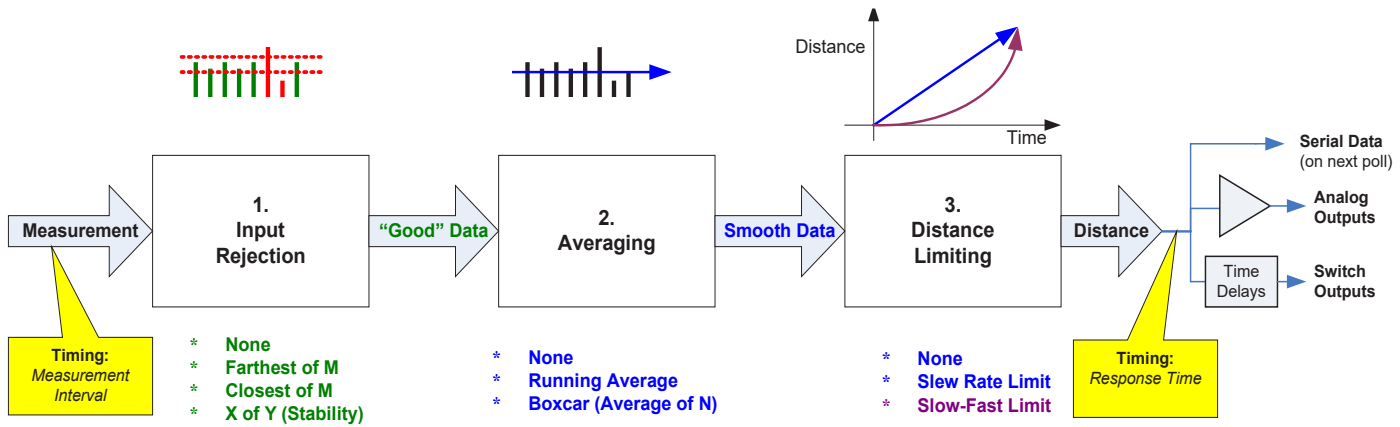 Distance
Time
Measurement
1.
Input
Rejection
“Good” Data
2.
Averaging
Smooth Data
3.
Distance
Limiting
Distance
Serial Data
(on next poll)
Analog
Outputs
Time
Delays
Switch
Outputs
Timing:
Measurement
Interval
* None
* Farthest of M
* Closest of M
* X of Y (Stability)
* None
* Running Average
* Boxcar (Average of N)
* None
* Slew Rate Limit
* Slow-Fast Limit
Timing:
Response Time